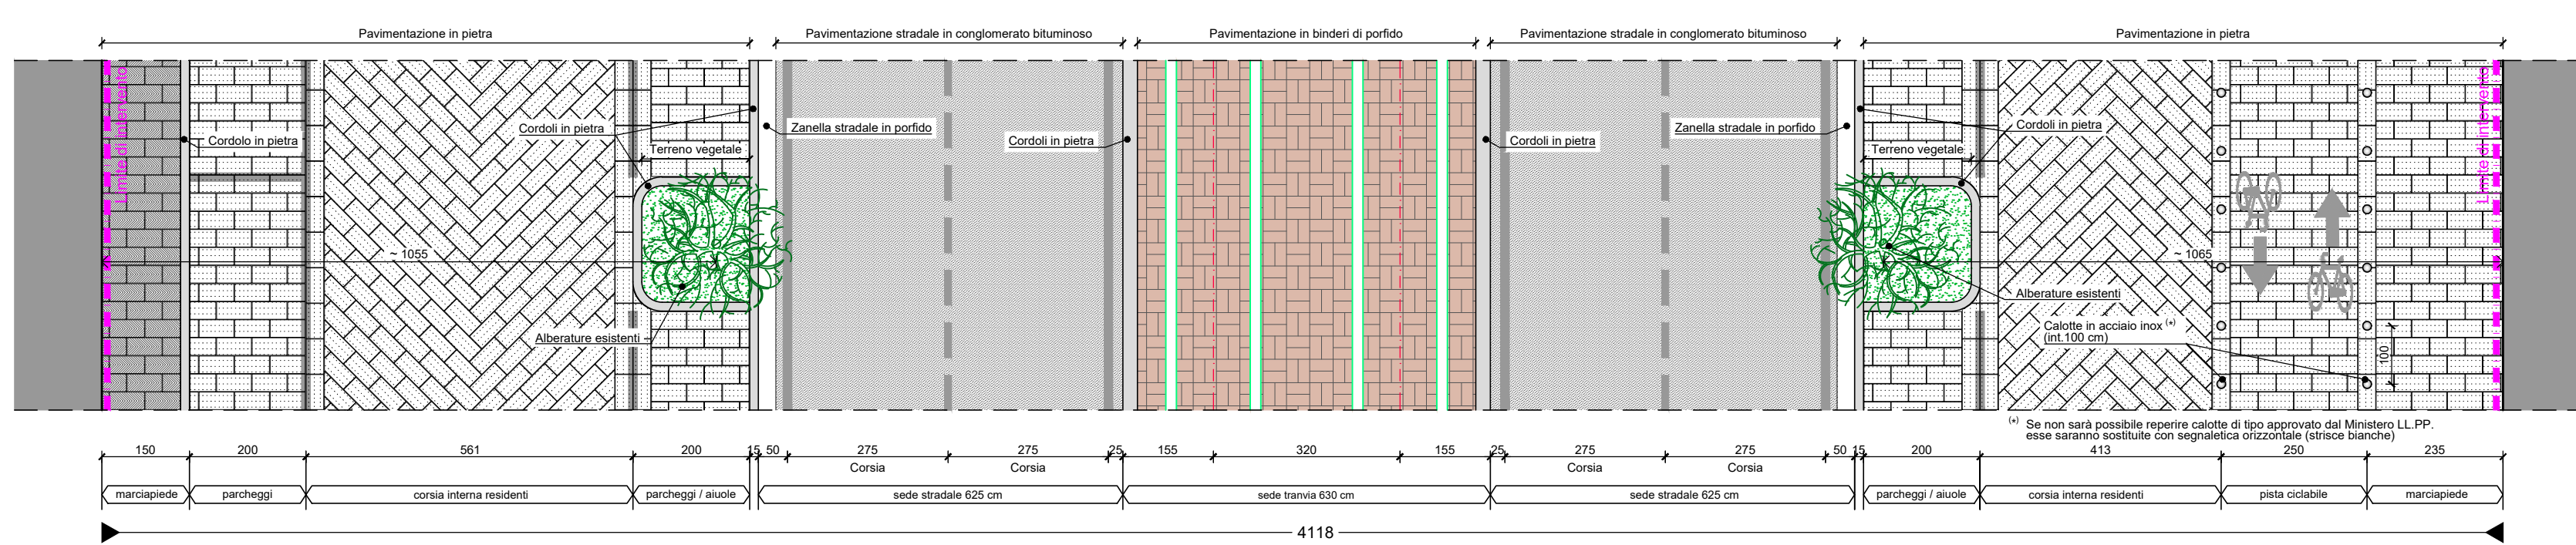 Pavimentazione in pietra
Pavimentazione stradale in conglomerato bituminoso
Pavimentazione in binderi di porfido
Pavimentazione stradale in conglomerato bituminoso
Pavimentazione in pietra
Limite di intervento
Cordolo in pietra
Cordoli in pietra
Terreno vegetale
Zanella stradale in porfido
Cordoli in pietra
Cordoli in pietra
Zanella stradale in porfido
Cordoli in pietra
Terreno vegetale
Limite di intervento
~ 1055
~ 1065
Alberature esistenti
Alberature esistenti
Calotte in acciaio inox (*)
(int.100 cm)
100
(*) Se non sarà possibile reperire calotte di tipo approvato dal Ministero LL.PP.
esse saranno sostituite con segnaletica orizzontale (strisce bianche)
150 200 561 200 15 50 275 275 25 155 320 155 25 275 275 50 15 200 413 250 235
Corsia Corsia Corsia Corsia
marciapiede parcheggi corsia interna residenti parcheggi / aiuole sede stradale 625 cm sede tranvia 630 cm sede stradale 625 cm parcheggi / aiuole corsia interna residenti pista ciclabile marciapiede
4118